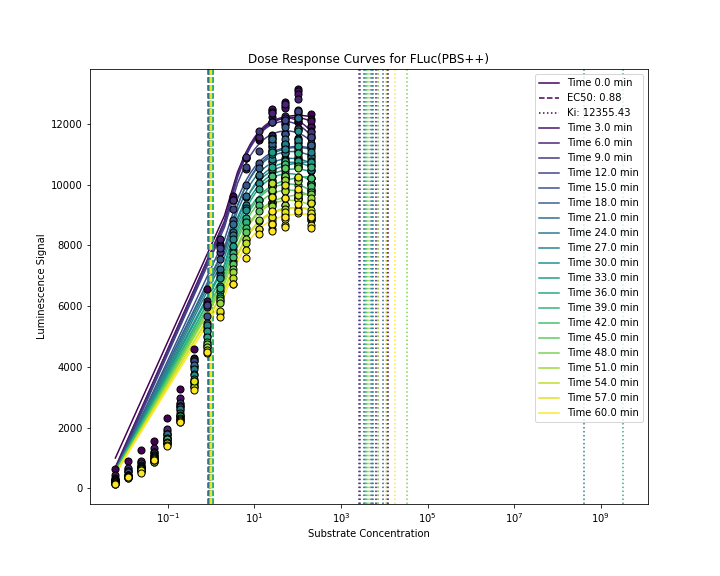 Dose Response Curves for FLuc(PBS++)
Luminescence Signal
12000
10000
8000
6000
4000
2000
0
10⁻¹
10¹
10³
10⁵
10⁷
10⁹
Substrate Concentration
Time 0.0 min
EC50: 0.88
Ki: 12355.43
Time 3.0 min
Time 6.0 min
Time 9.0 min
Time 12.0 min
Time 15.0 min
Time 18.0 min
Time 21.0 min
Time 24.0 min
Time 27.0 min
Time 30.0 min
Time 33.0 min
Time 36.0 min
Time 39.0 min
Time 42.0 min
Time 45.0 min
Time 48.0 min
Time 51.0 min
Time 54.0 min
Time 57.0 min
Time 60.0 min